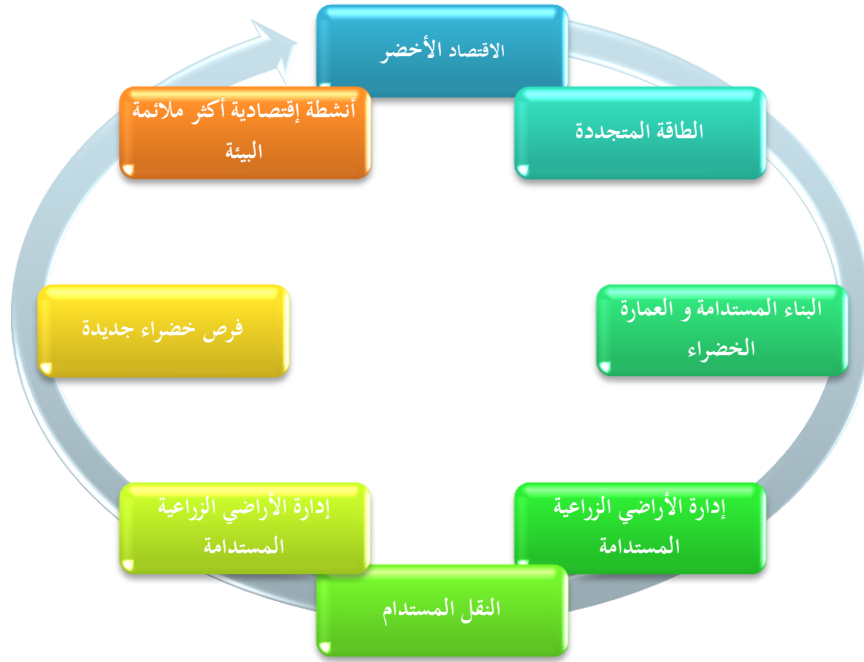 الاقتصاد الأخضر
الطاقة المتجددة
البناء المستدامة و العمارة
الخضراء
إدارة الأراضي الزراعية
المستدامة
النقل المستدام
إدارة الأراضي الزراعية
المستدامة
فرص خضراء جديدة
أنشطة إقتصادية أكثر ملائمة
البيئة